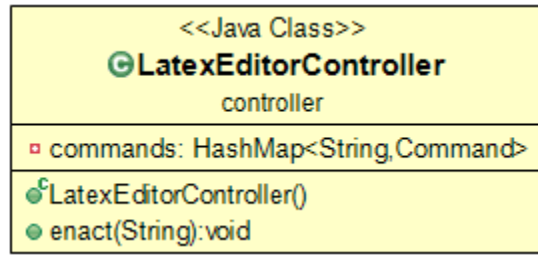 <<Java Class>>
LatexEditorController
controller
commands: HashMap<String,Command>
LatexEditorController()
enact(String):void